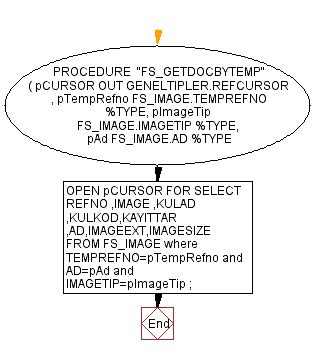 PROCEDURE "FS_GETDOCBYTEMP"
( pCURSOR OUT GENELTIPLER.REFCURSOR
, pTempRefno FS_IMAGE.TEMPREFNO
%TYPE, pImageTip
FS_IMAGE.IMAGETIP %TYPE,
pAd FS_IMAGE.AD %TYPE
OPEN pCURSOR FOR SELECT
REFNO ,IMAGE ,KULAD
,KULKOD,KAYITTAR
,AD,IMAGEEXT,IMAGESIZE
FROM FS_IMAGE where
TEMPREFNO=pTempRefno and
AD=pAd and
IMAGETIP=pImageTip ;
End